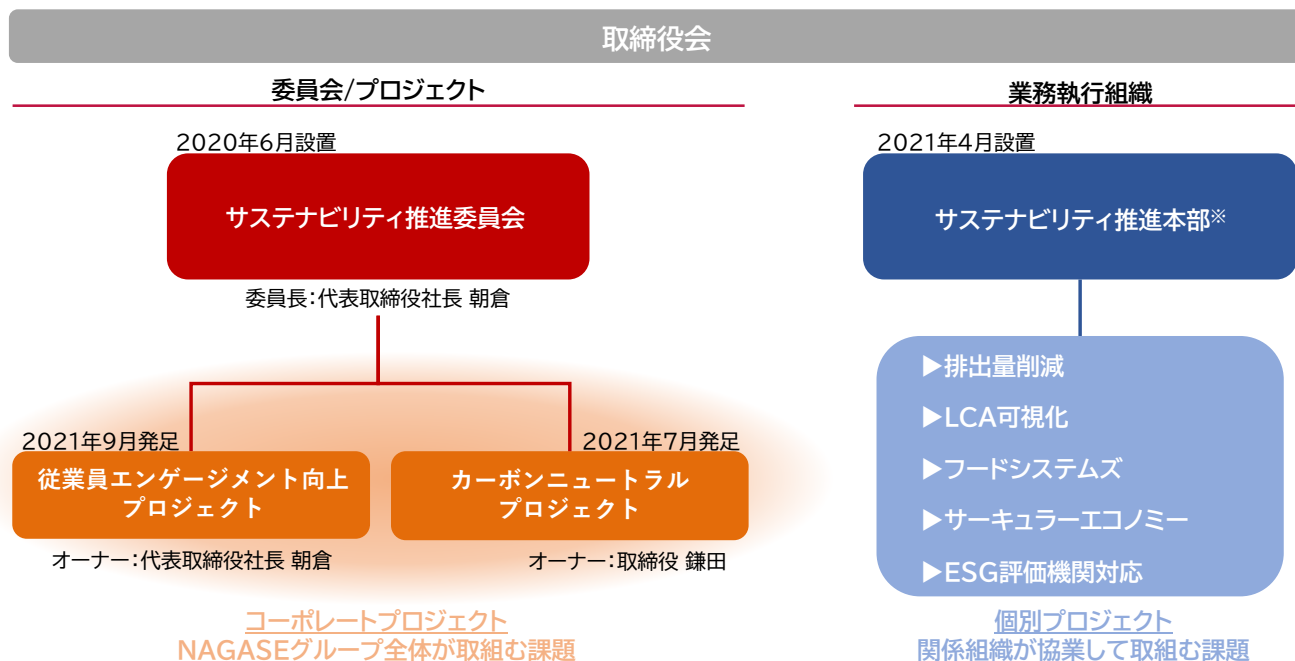 取締役会
委員会/プロジェクト
2020年6月設置
サステナビリティ推進委員会
委員長:代表取締役社長 朝倉
2021年9月発足
従業員エンゲージメント向上
プロジェクト
オーナー:代表取締役社長 朝倉
2021年7月発足
カーボンニュートラル
プロジェクト
オーナー:取締役 鎌田
コーポレートプロジェクト
NAGASEグループ全体が取組む課題
業務執行組織
2021年4月設置
サステナビリティ推進本部※
▶排出量削減
▶LCA可視化
▶フードシステムズ
▶サーキュラーエコノミー
▶ESG評価機関対応
個別プロジェクト
関係組織が協業して取組む課題